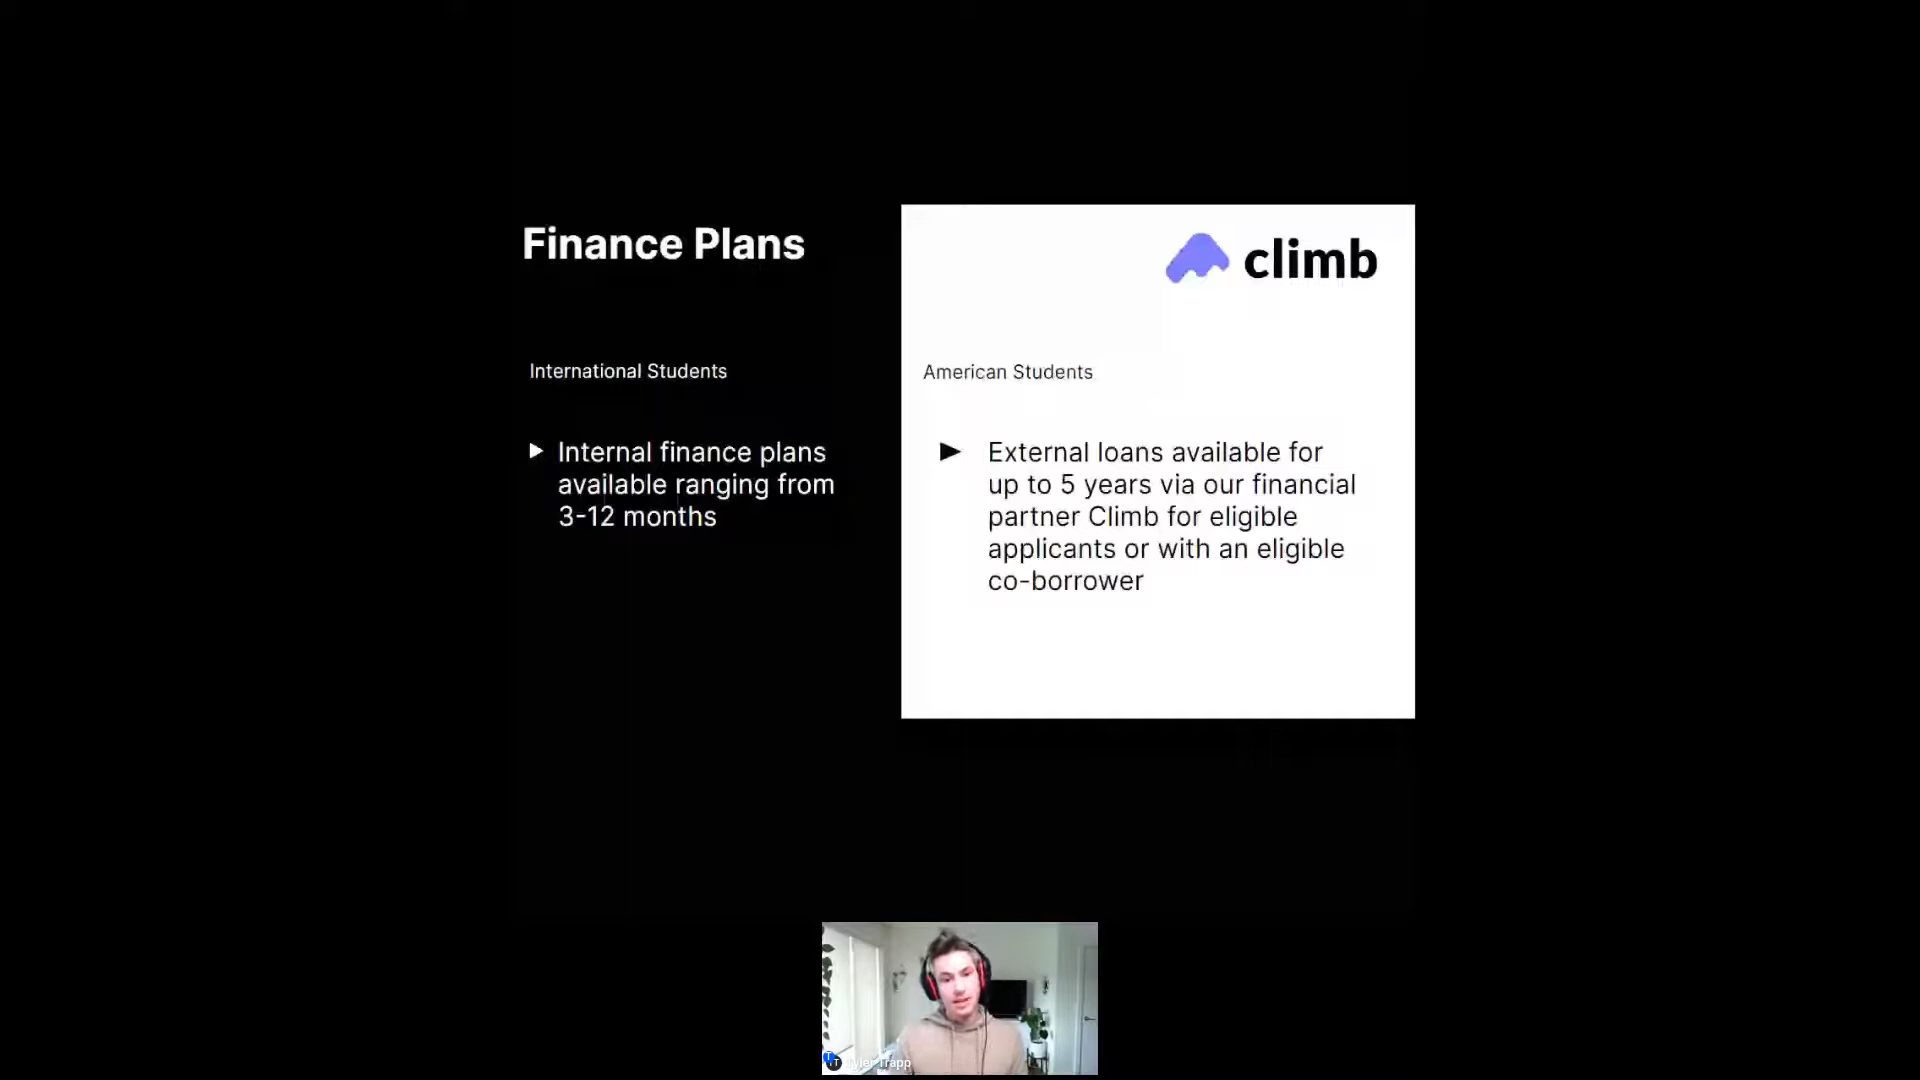 Finance Plans
International Students
Internal finance plans
available ranging from
3-12 months
climb
American Students
External loans available for
up to 5 years via our financial
partner Climb for eligible
applicants or with an eligible
co-borrower
Tyler Trapp